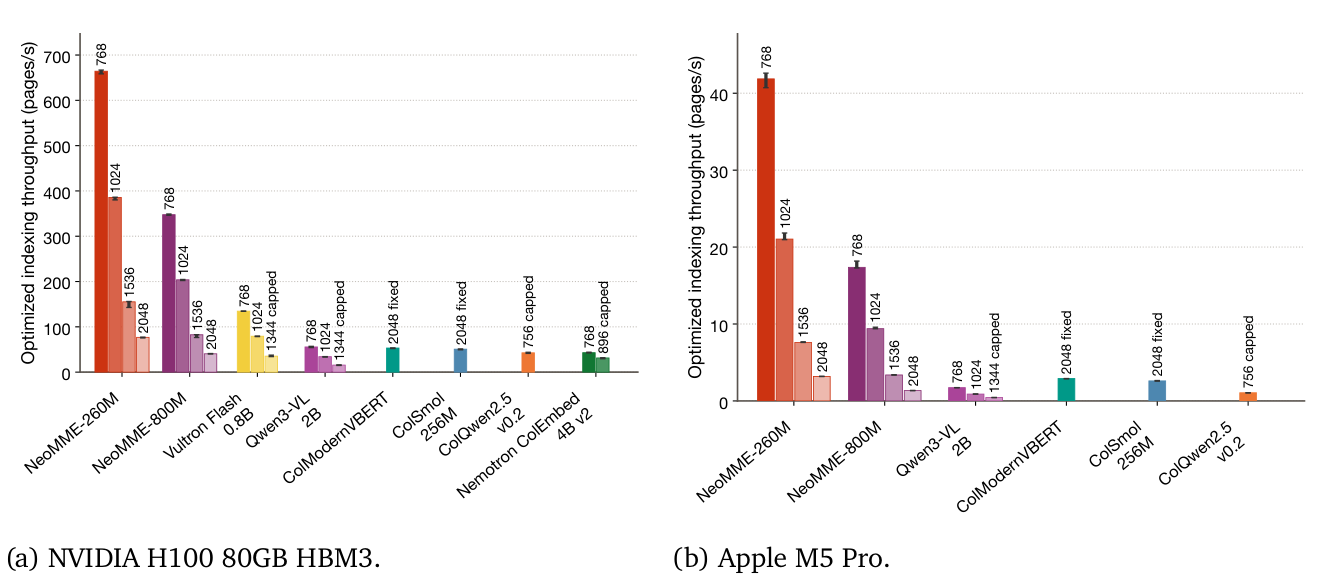 Optimized indexing throughput (pages/s)
700
600
500
400
300
200
100
0
768
1024
1536
2048
768
1024
1536
2048
768
1024
1344 capped
768
1024
1344 capped
2048 fixed
2048 fixed
756 capped
768
896 capped
NeoMME-260M
NeoMME-800M
Vultron Flash
0.8B
Qwen3-VL
2B
ColModernVBERT
ColSmol
256M
ColQwen2.5
v0.2
Nemotron ColEmbed
4B v2
(a) NVIDIA H100 80GB HBM3.
Optimized indexing throughput (pages/s)
40
30
20
10
0
768
1024
1536
2048
768
1024
1536
2048
768
1024
1344 capped
2048 fixed
2048 fixed
756 capped
NeoMME-260M
NeoMME-800M
Qwen3-VL
2B
ColModernVBERT
ColSmol
256M
ColQwen2.5
v0.2
(b) Apple M5 Pro.